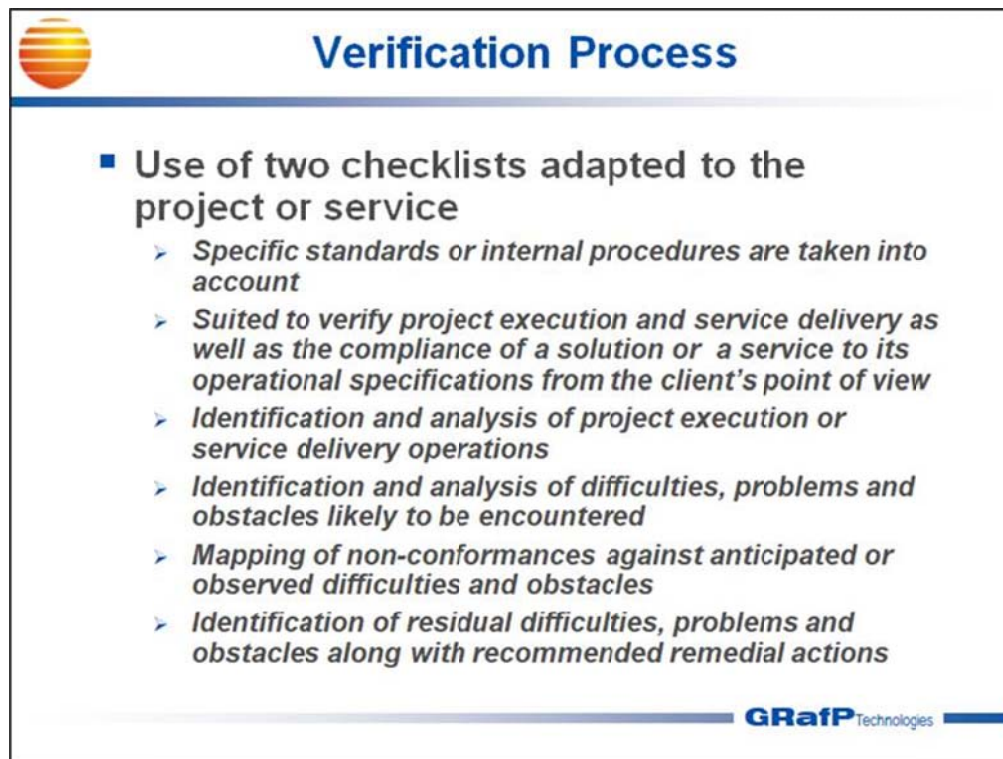 Verification Process
Use of two checklists adapted to the
project or service
Specific standards or internal procedures are taken into
account
Suited to verify project execution and service delivery as
well as the compliance of a solution or a service to its
operational specifications from the client's point of view
Identification and analysis of project execution or
service delivery operations
Identification and analysis of difficulties, problems and
obstacles likely to be encountered
Mapping of non-conformances against anticipated or
observed difficulties and obstacles
Identification of residual difficulties, problems and
obstacles along with recommended remedial actions
GRafP Technologies